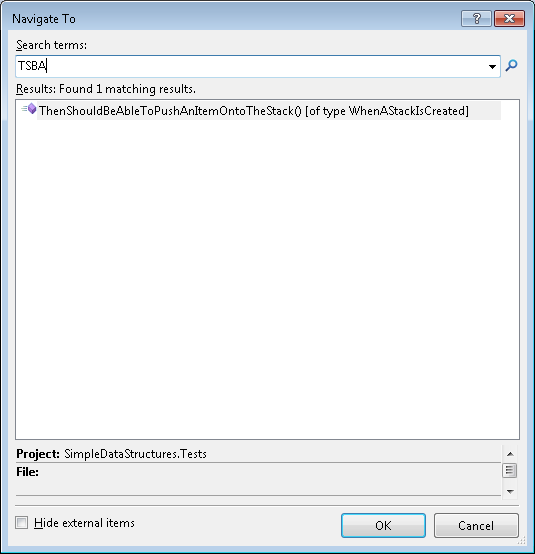 Navigate To
Search terms:
TSBA
Results: Found 1 matching results.
ThenShouldBeAbleToPushAnItemOntoTheStack() [of type WhenAStackIsCreated]
Project: SimpleDataStructures.Tests
File:
Hide external items
OK
Cancel